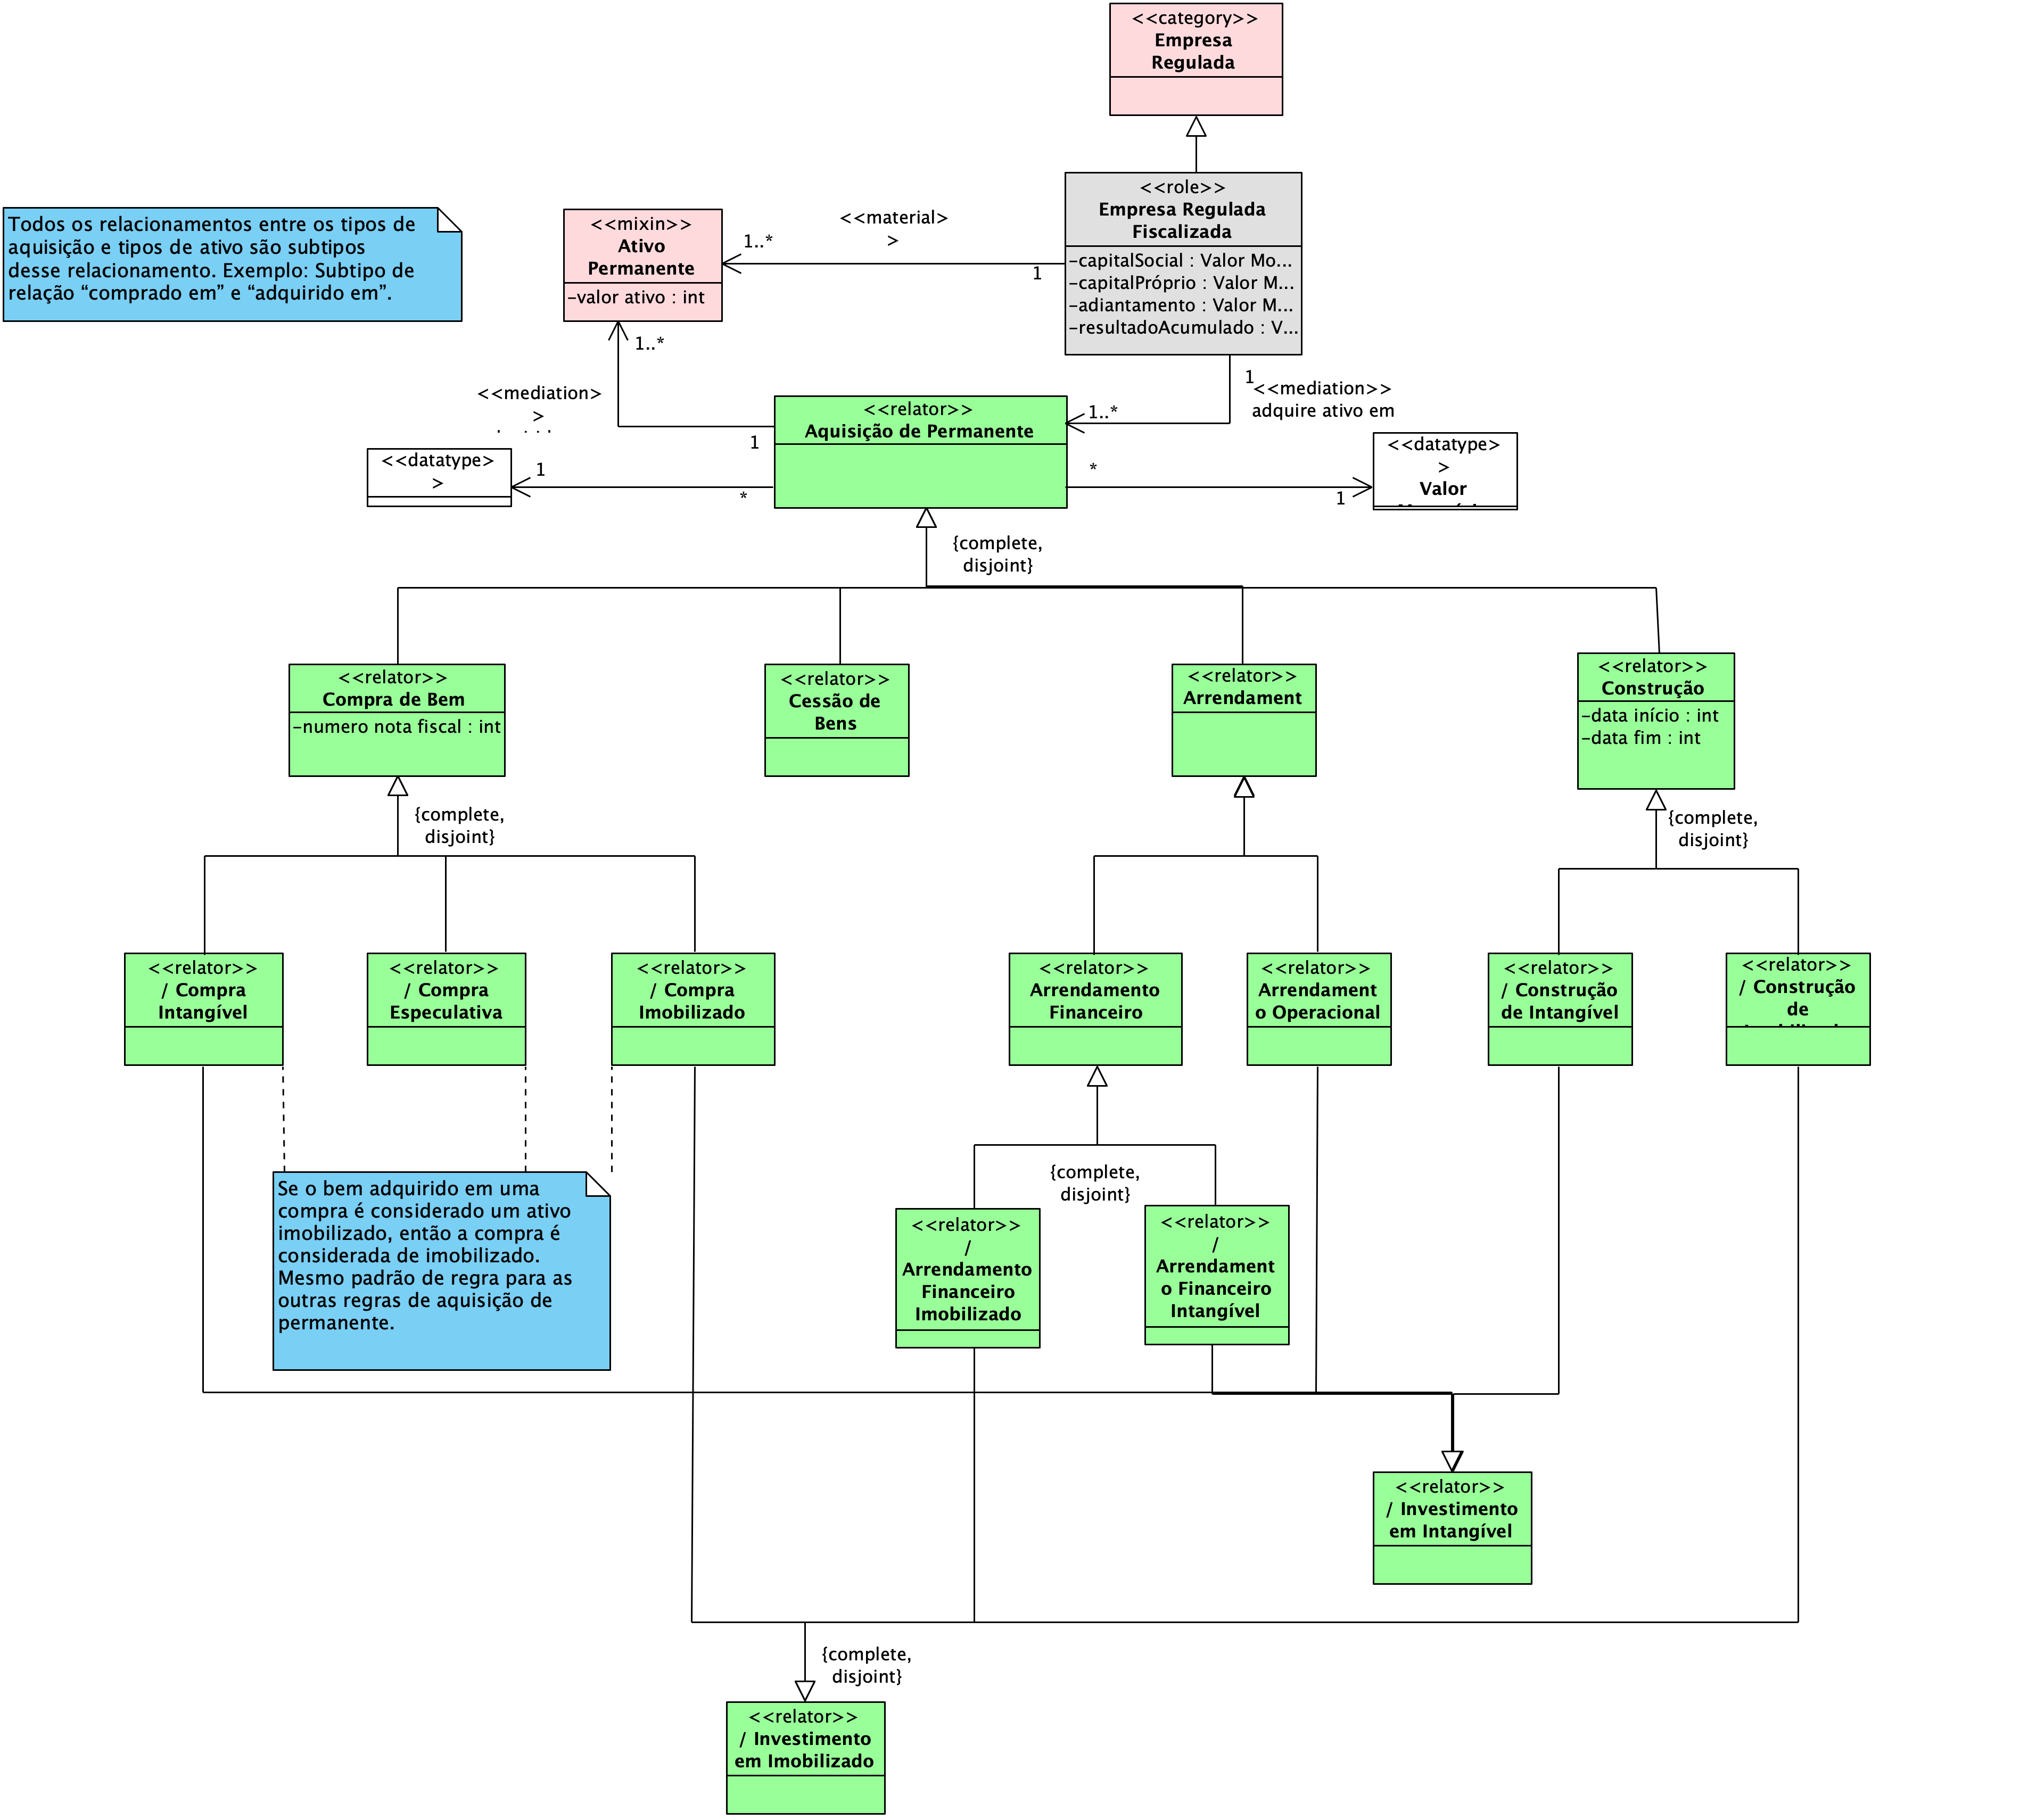 <<category>>
Empresa
Regulada
<<role>>
Empresa Regulada
Fiscalizada
-capitalSocial : Valor Mo...
-capitalPróprio : Valor M...
-adiantamento : Valor M...
-resultadoAcumulado : V...
Todos os relacionamentos entre os tipos de
aquisição e tipos de ativo são subtipos
desse relacionamento. Exemplo: Subtipo de
relação “comprado em” e “adquirido em”.
<<mixin>>
Ativo
Permanente
-valor ativo : int
<<material>
>
1..*
1
1..*
<<mediation>
>
1
<<mediation>>
adquire ativo em
1..*
<<relator>>
Aquisição de Permanente
1
<<datatype>
>
1
*
*
1
<<datatype>
>
Valor
{complete,
disjoint}
<<relator>>
Compra de Bem
-numero nota fiscal : int
<<relator>>
Cessão de
Bens
<<relator>>
Arrendament
<<relator>>
Construção
-data início : int
-data fim : int
{complete,
disjoint}
{complete,
disjoint}
<<relator>>
/ Compra
Intangível
<<relator>>
/ Compra
Especulativa
<<relator>>
/ Compra
Imobilizado
<<relator>>
Arrendamento
Financeiro
<<relator>>
Arrendament
o Operacional
<<relator>>
/ Construção
de Intangível
<<relator>>
/ Construção
de
Se o bem adquirido em uma
compra é considerado um ativo
imobilizado, então a compra é
considerada de imobilizado.
Mesmo padrão de regra para as
outras regras de aquisição de
permanente.
{complete,
disjoint}
<<relator>>
/
Arrendamento
Financeiro
Imobilizado
<<relator>>
/
Arrendament
o Financeiro
Intangível
<<relator>>
/ Investimento
em Intangível
{complete,
disjoint}
<<relator>>
/ Investimento
em Imobilizado